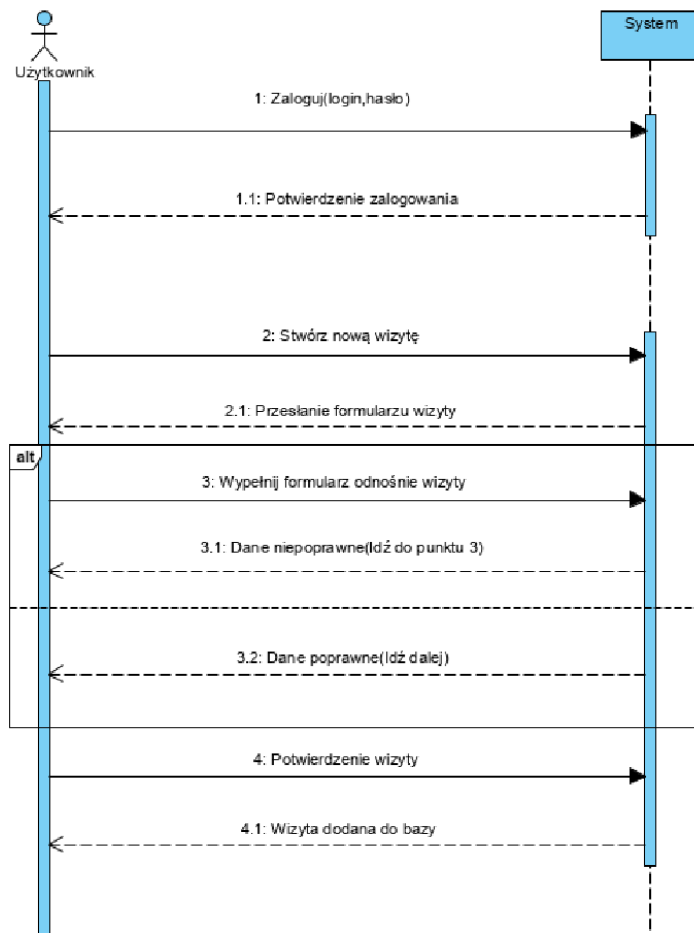 System
Użytkownik
1: Zaloguj(login,hasło)
1.1: Potwierdzenie zalogowania
2: Stwórz nową wizytę
2.1: Przesłanie formularzu wizyty
alt
3: Wypełnij formularz odnośnie wizyty
3.1: Dane niepoprawne(Idź do punktu 3)
3.2: Dane poprawne(Idź dalej)
4: Potwierdzenie wizyty
4.1: Wizyta dodana do bazy